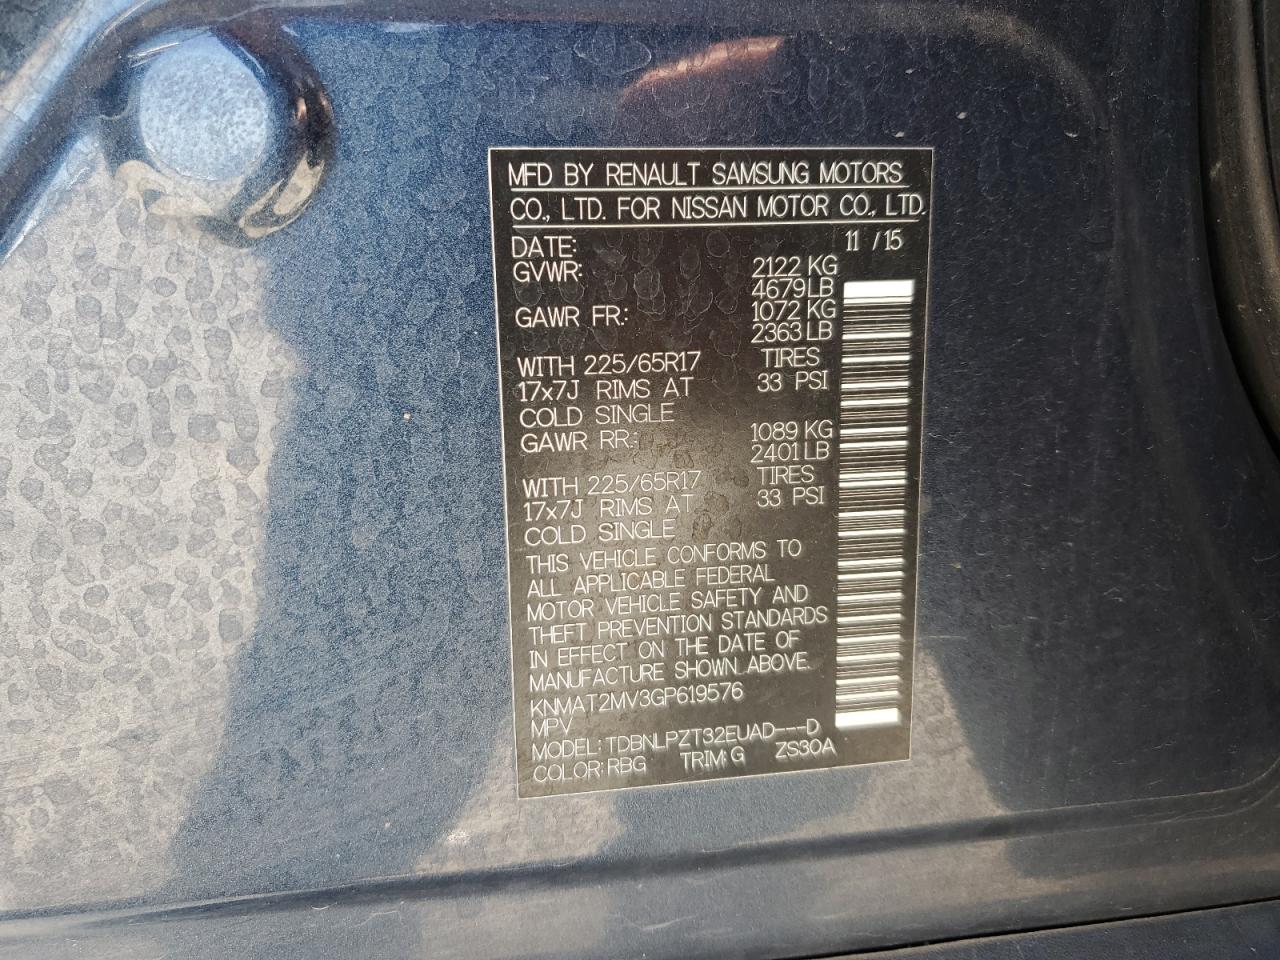 MFD BY RENAULT SAMSUNG MOTORS
CO., LTD. FOR NISSAN MOTOR CO., LTD.
DATE: 11 /15
GVWR: 2122 KG
4679 LB
GAWR FR.: 1072 KG
2363 LB
WITH 225/65R17 TIRES
17x7J RIMS AT 33 PSI
COLD SINGLE
GAWR RR.: 1089 KG
2401 LB
WITH 225/65R17 TIRES
17x7J RIMS AT 33 PSI
COLD SINGLE
THIS VEHICLE CONFORMS TO
ALL APPLICABLE FEDERAL
MOTOR VEHICLE SAFETY AND
THEFT PREVENTION STANDARDS
IN EFFECT ON THE DATE OF
MANUFACTURE SHOWN ABOVE.
KNMAT2MV3GP619576
MPV
MODEL: TDBNLPZT32EUAD---D
COLOR: RBG TRIM: G ZS30A